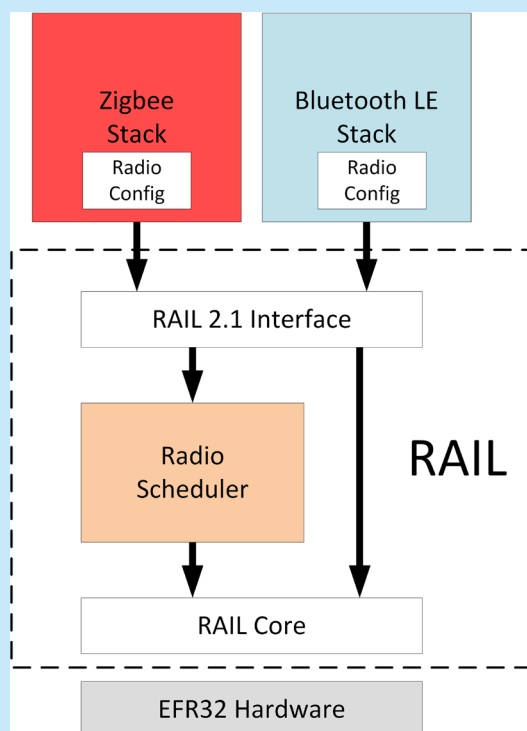 Zigbee
Stack
Radio
Config
Bluetooth LE
Stack
Radio
Config
RAIL 2.1 Interface
Radio
Scheduler
RAIL
RAIL Core
EFR32 Hardware